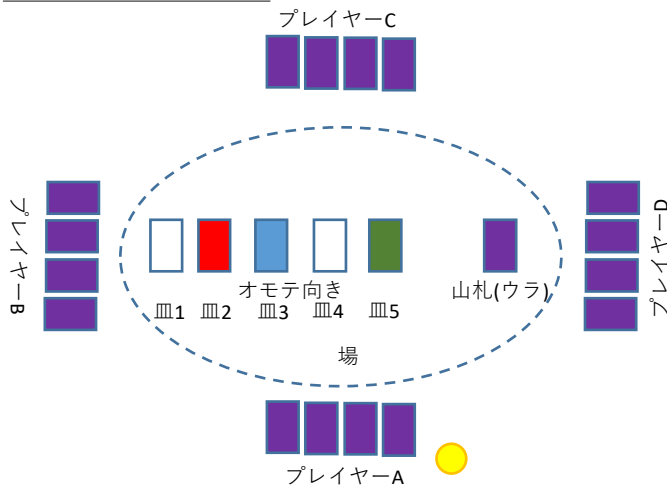 プレイヤーC
プレイヤーB
プレイヤーD
オモテ向き
山札(ウラ)
皿1 皿2 皿3 皿4 皿5
場
プレイヤーA